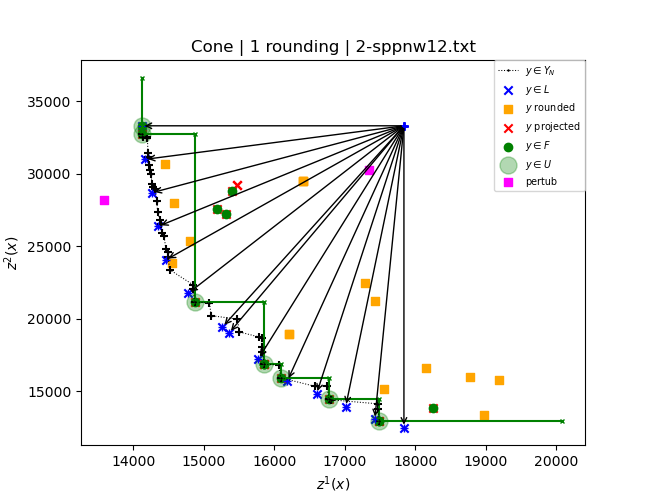 Cone | 1 rounding | 2-sppnw12.txt
y ∈ Y_N
y ∈ L
y rounded
y projected
y ∈ F
y ∈ U
pertub
35000
30000
25000
20000
15000
z²(x)
14000 15000 16000 17000 18000 19000 20000
z¹(x)